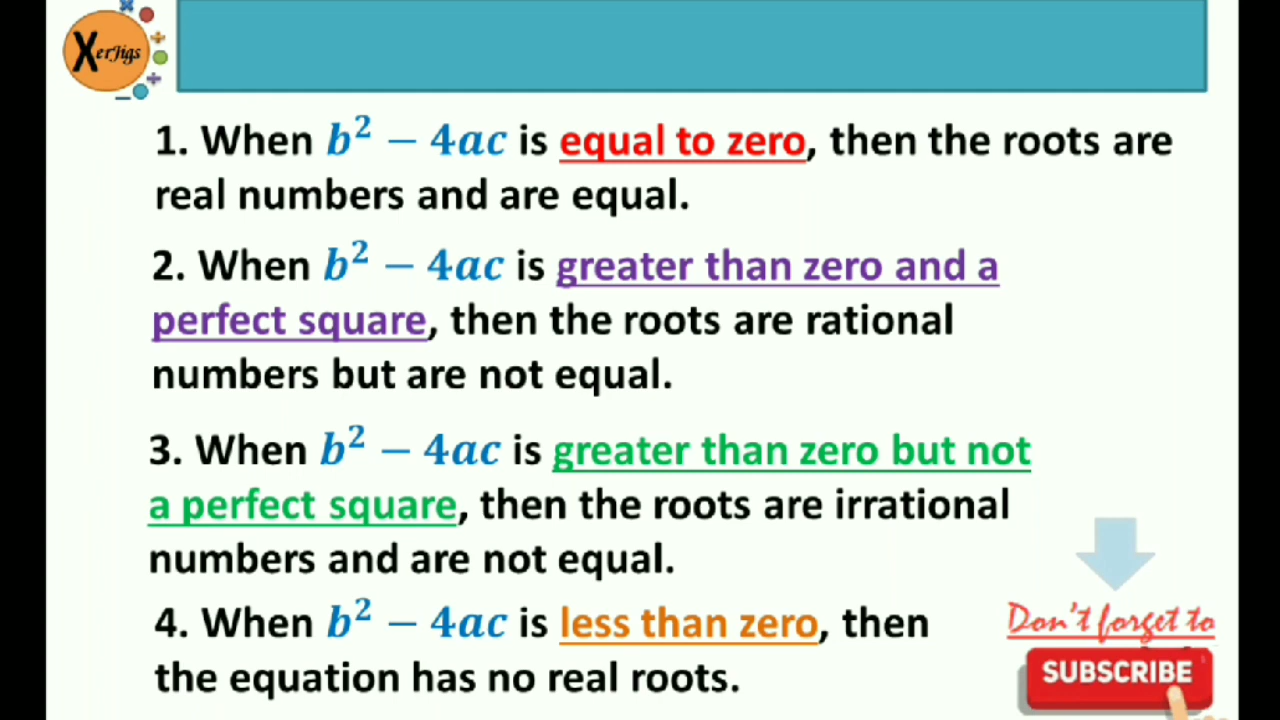 XerJigs
1. When b² − 4ac is equal to zero, then the roots are
real numbers and are equal.
2. When b² − 4ac is greater than zero and a
perfect square, then the roots are rational
numbers but are not equal.
3. When b² − 4ac is greater than zero but not
a perfect square, then the roots are irrational
numbers and are not equal.
4. When b² − 4ac is less than zero, then
the equation has no real roots.
Don't forget to
SUBSCRIBE